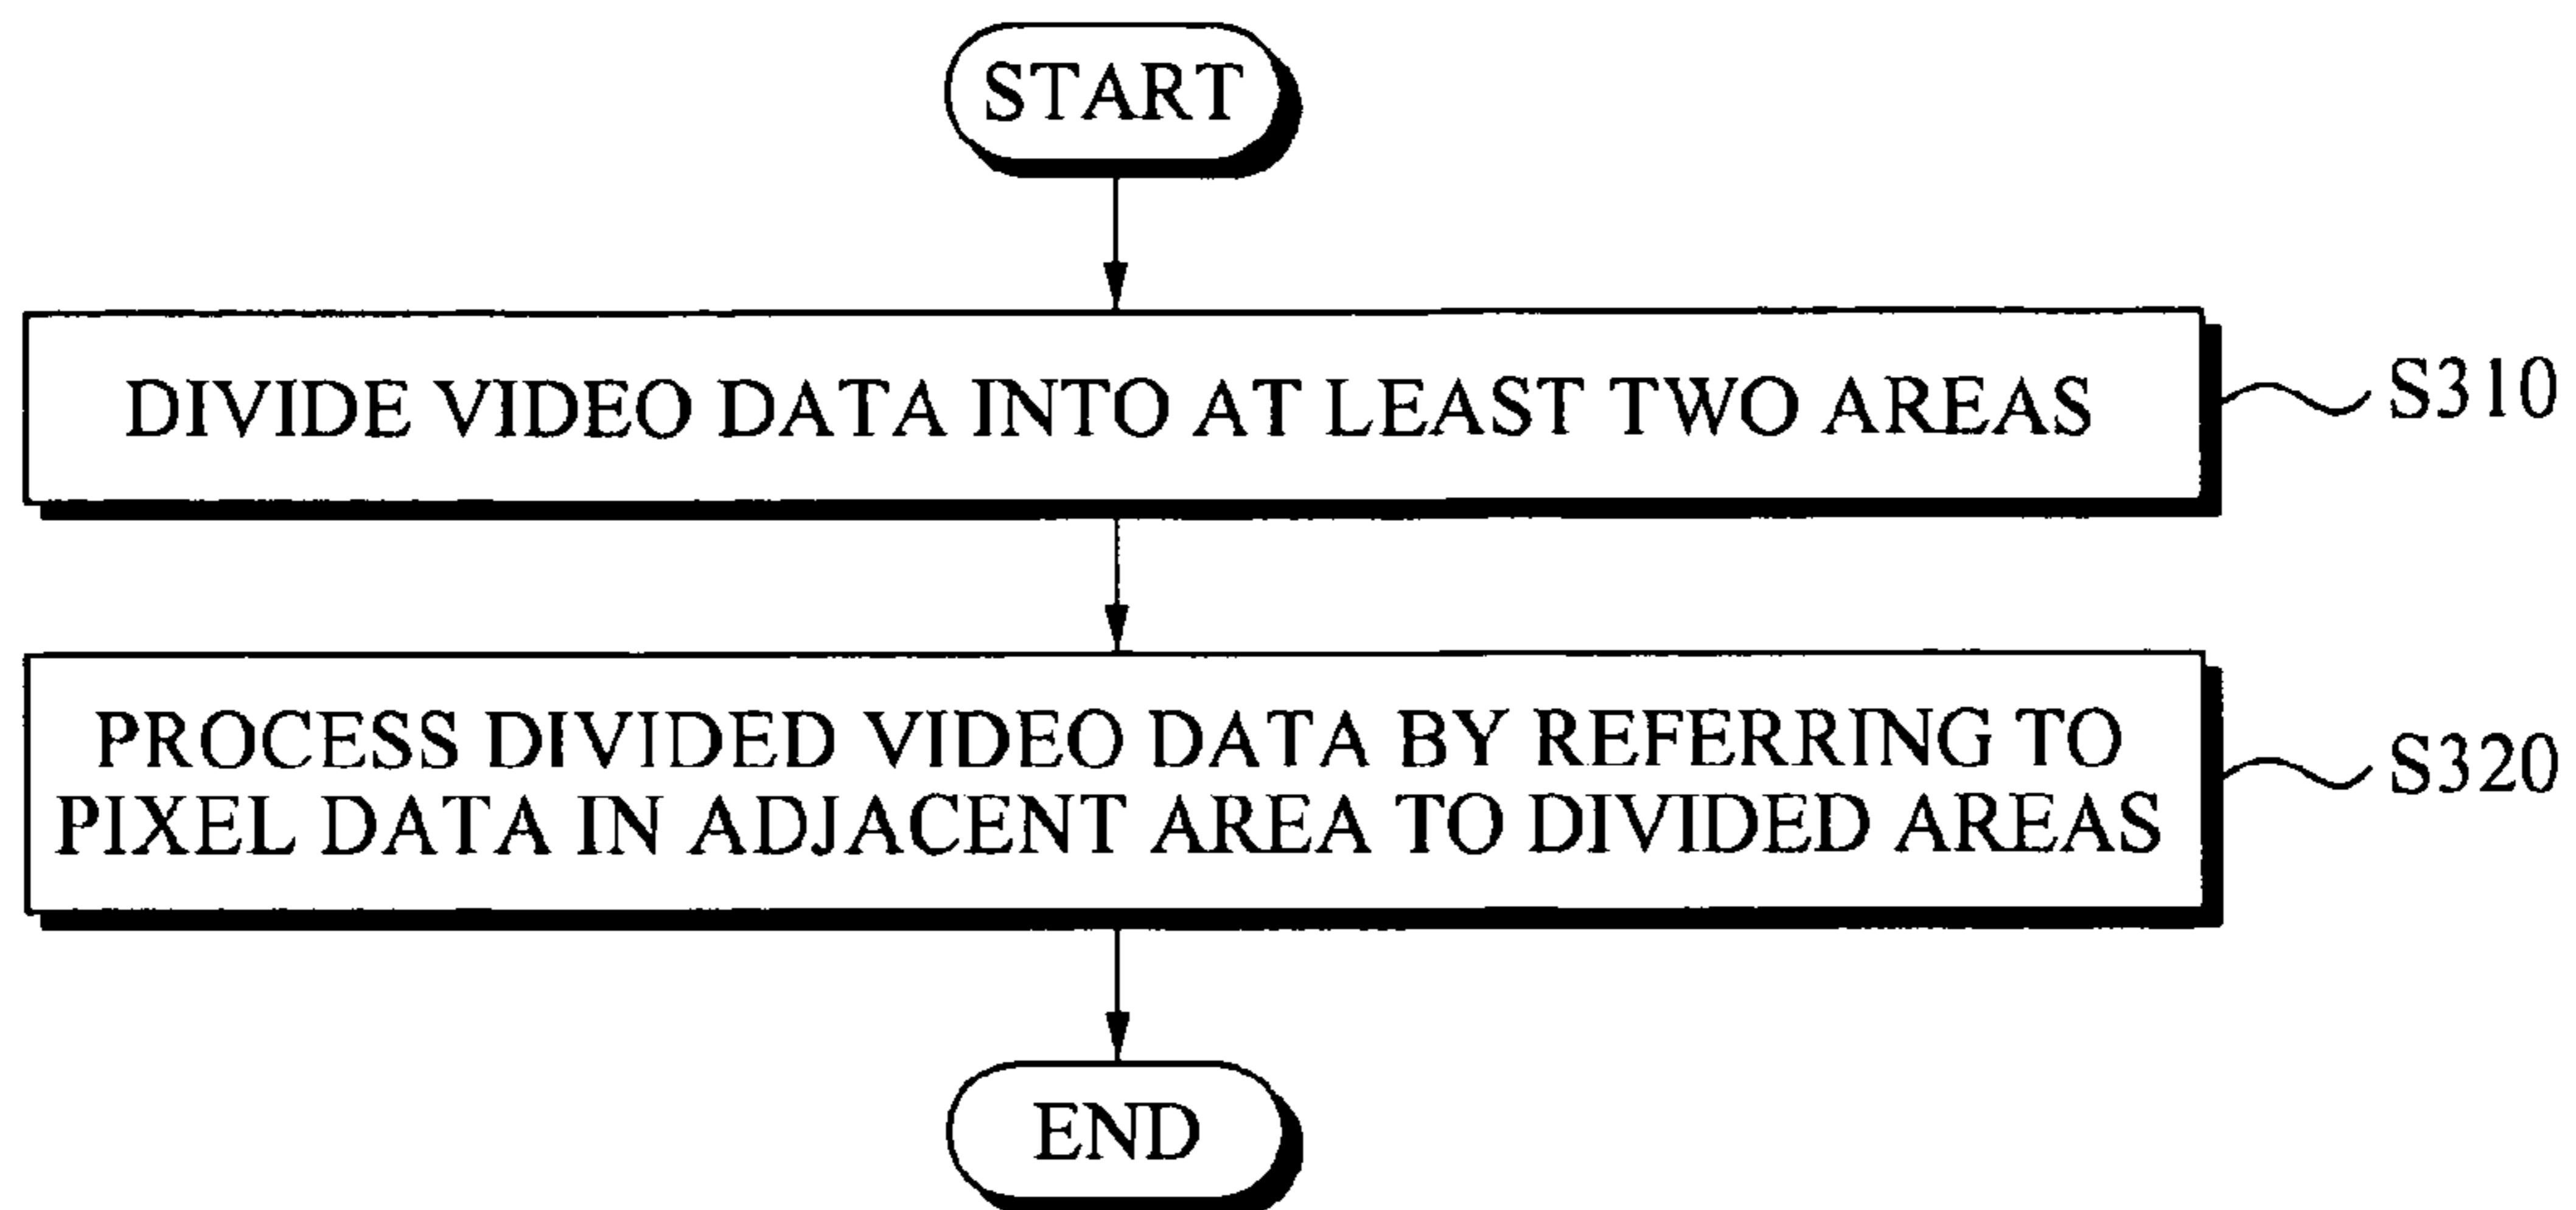 START
DIVIDE VIDEO DATA INTO AT LEAST TWO AREAS
S310
PROCESS DIVIDED VIDEO DATA BY REFERRING TO
PIXEL DATA IN ADJACENT AREA TO DIVIDED AREAS
S320
END